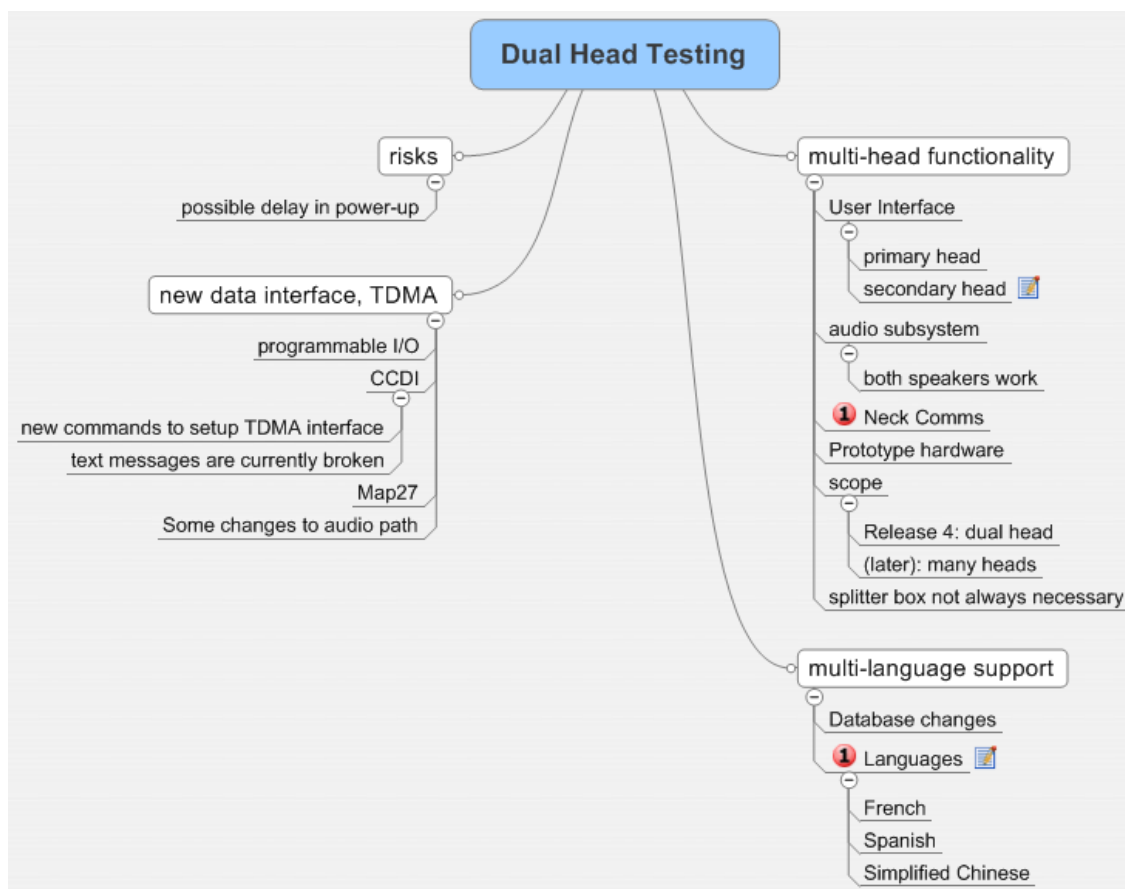 Dual Head Testing
risks
possible delay in power-up
new data interface, TDMA
programmable I/O
CCDI
new commands to setup TDMA interface
text messages are currently broken
Map27
Some changes to audio path
multi-head functionality
User Interface
primary head
secondary head
audio subsystem
both speakers work
1 Neck Comms
Prototype hardware
scope
Release 4: dual head
(later): many heads
splitter box not always necessary
multi-language support
Database changes
1 Languages
French
Spanish
Simplified Chinese